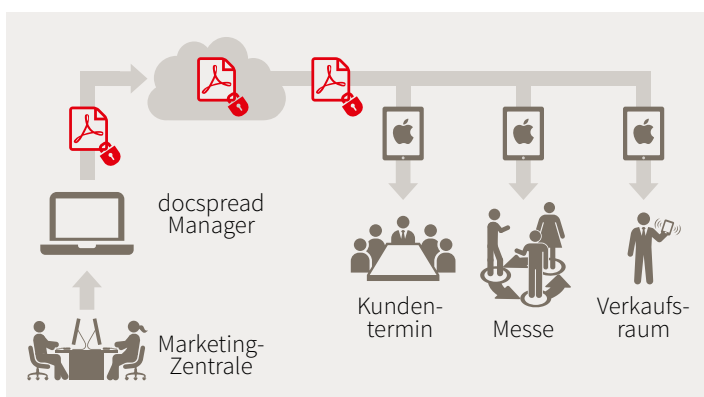 docspread
Manager
Marketing-
Zentrale
Kunden-
termin
Messe
Verkaufs-
raum